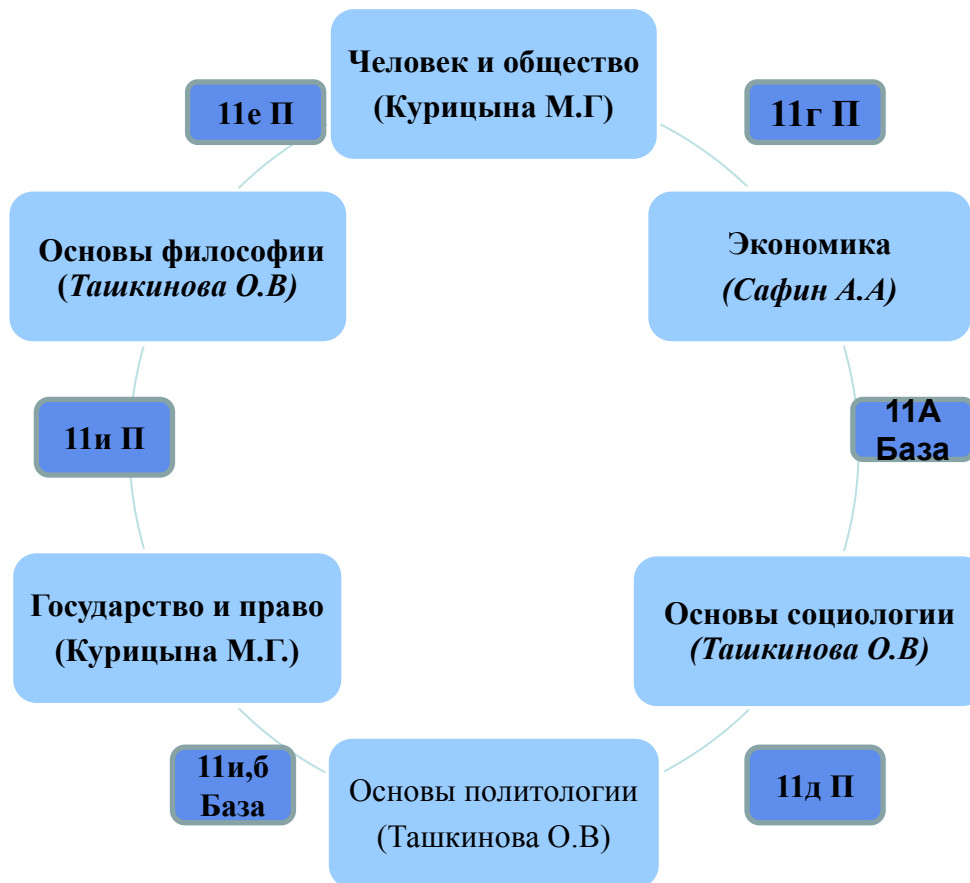 Человек и общество
(Курицына М.Г)
11е П
11г П
Основы философии
(Ташкинова О.В)
Экономика
(Сафин А.А)
11и П
11А
База
Государство и право
(Курицына М.Г.)
Основы социологии
(Ташкинова О.В)
11и,б
База
Основы политологии
(Ташкинова О.В)
11д П